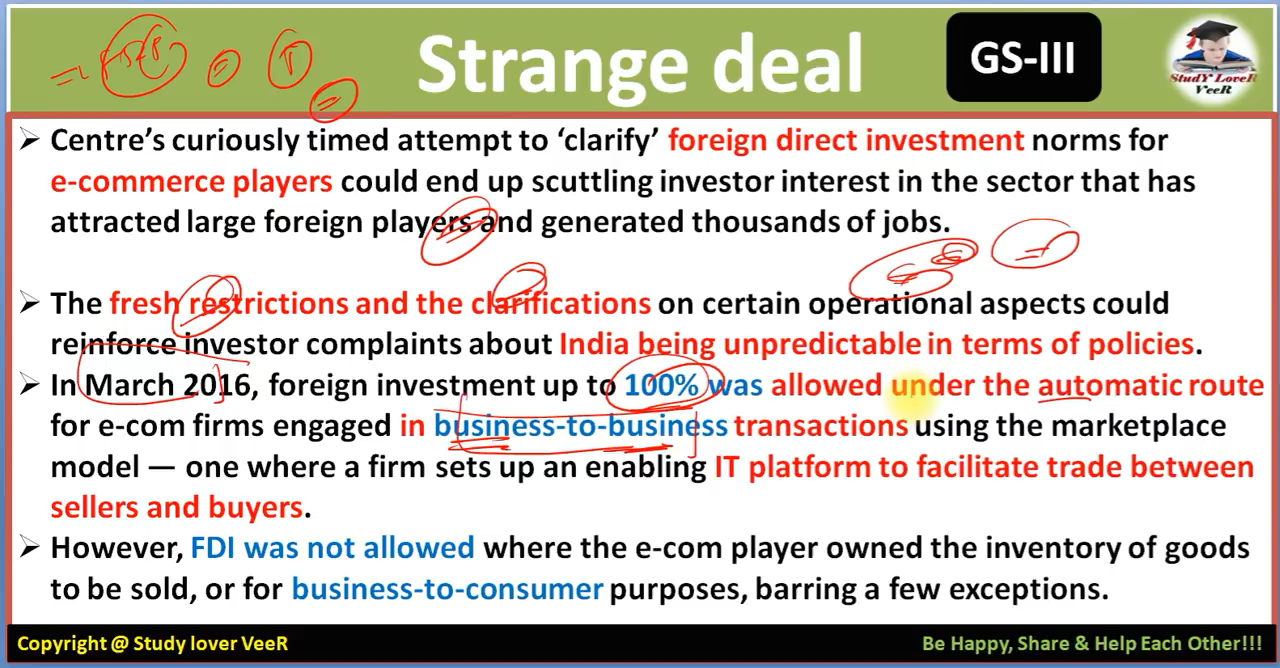 Strange deal
GS-III
StudY LoveR
VeeR
➢ Centre's curiously timed attempt to ‘clarify’ foreign direct investment norms for
e-commerce players could end up scuttling investor interest in the sector that has
attracted large foreign players and generated thousands of jobs.
➢ The fresh restrictions and the clarifications on certain operational aspects could
reinforce investor complaints about India being unpredictable in terms of policies.
➢ In March 2016, foreign investment up to 100% was allowed under the automatic route
for e-com firms engaged in business-to-business transactions using the marketplace
model — one where a firm sets up an enabling IT platform to facilitate trade between
sellers and buyers.
➢ However, FDI was not allowed where the e-com player owned the inventory of goods
to be sold, or for business-to-consumer purposes, barring a few exceptions.
Copyright @ Study lover VeeR
Be Happy, Share & Help Each Other!!!